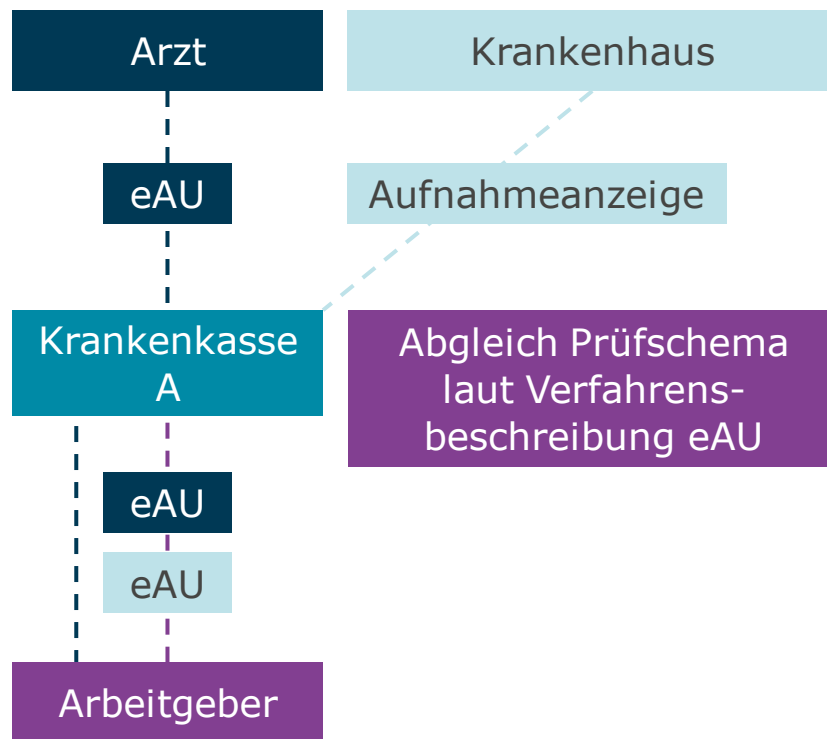 Arzt
Krankenhaus
eAU
Aufnahmeanzeige
Krankenkasse
A
Abgleich Prüfschema
laut Verfahrens-
beschreibung eAU
eAU
eAU
Arbeitgeber